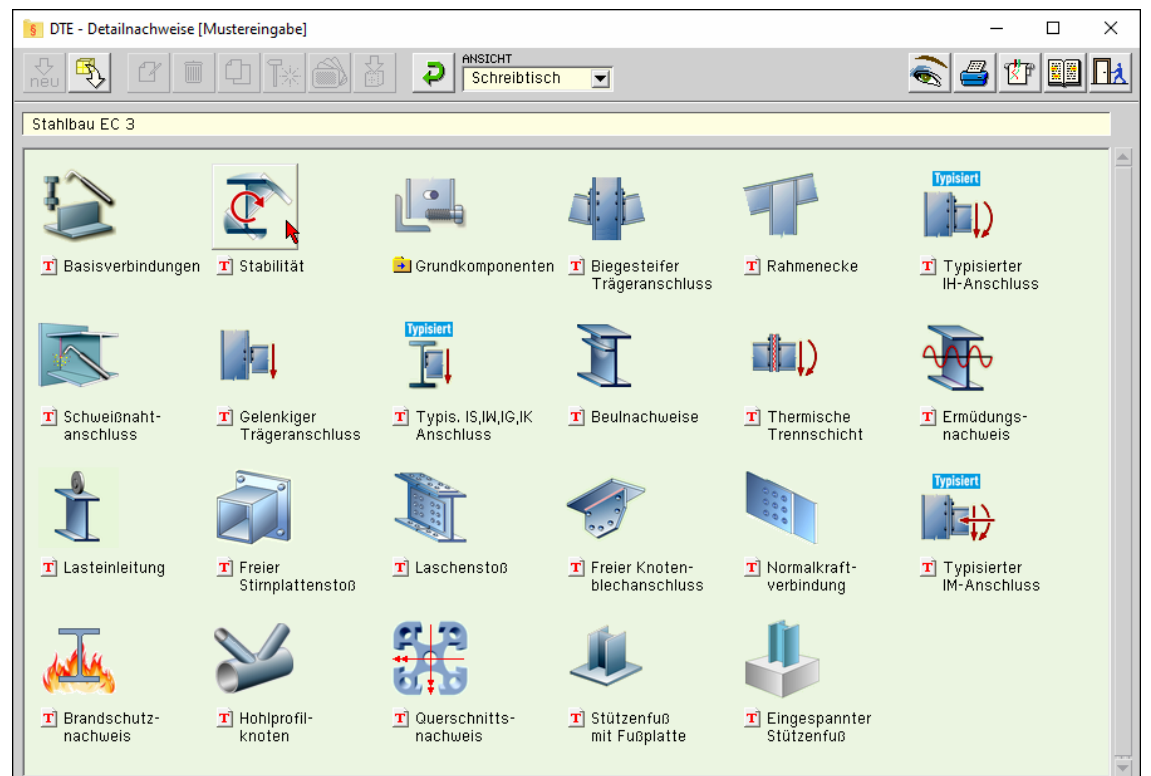 § DTE - Detailnachweise [Mustereingabe]
neu
ANSICHT
Schreibtisch
Stahlbau EC 3
Typisiert
T Basisverbindungen
T Stabilität
Grundkomponenten
T Biegesteifer
Trägeranschluss
T Rahmenecke
T Typisierter
IH-Anschluss
Typisiert
T Schweißnaht-
anschluss
T Gelenkiger
Trägeranschluss
T Typis. IS,IW,IG,IK
Anschluss
T Beulnachweise
T Thermische
Trennschicht
T Ermüdungs-
nachweis
Typisiert
T Lasteinleitung
T Freier
Stirnplattenstoß
T Laschenstoß
T Freier Knoten-
blechanschluss
T Normalkraft-
verbindung
T Typisierter
IM-Anschluss
T Brandschutz-
nachweis
T Hohlprofil-
knoten
T Querschnitts-
nachweis
T Stützenfuß
mit Fußplatte
T Eingespannter
Stützenfuß